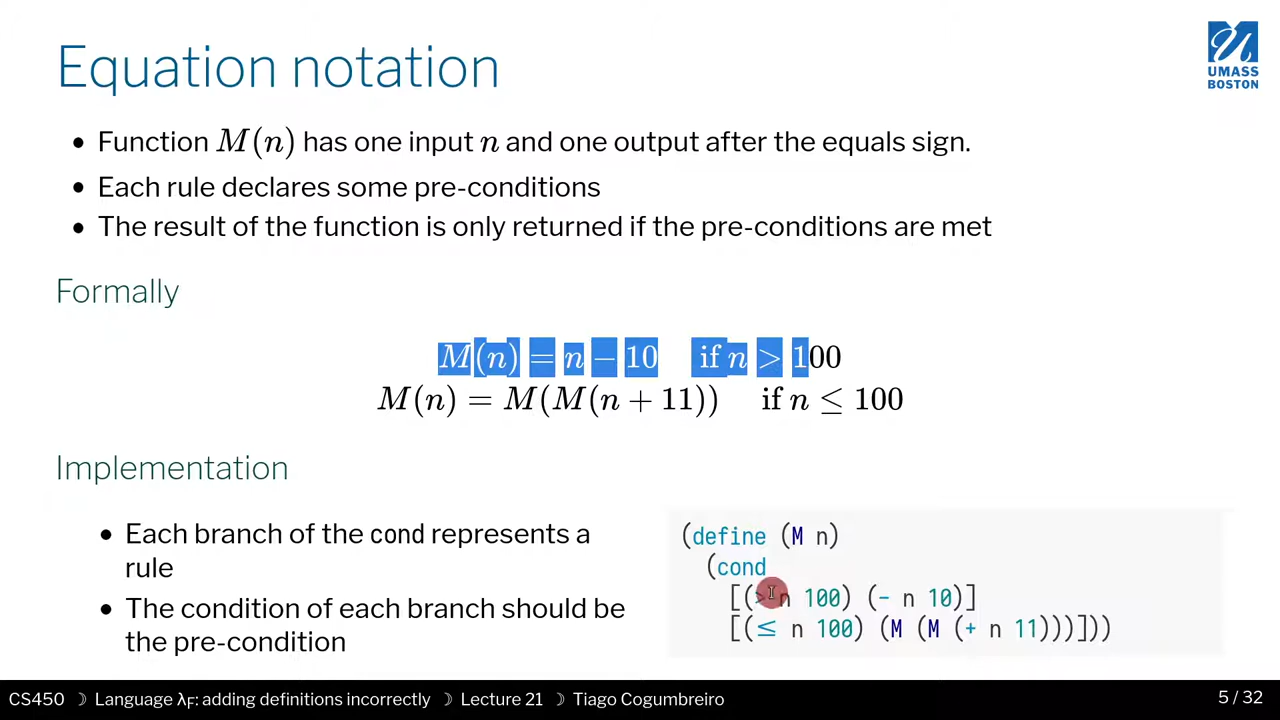 Equation notation
UMASS
BOSTON
• Function M(n) has one input n and one output after the equals sign.
• Each rule declares some pre-conditions
• The result of the function is only returned if the pre-conditions are met
Formally
M(n) = n − 10 if n > 100
M(n) = M(M(n + 11)) if n ≤ 100
Implementation
• Each branch of the cond represents a
rule
• The condition of each branch should be
the pre-condition
(define (M n)
(cond
[(> n 100) (- n 10)]
[(≤ n 100) (M (M (+ n 11)))]))
CS450 ☽ Language λF: adding definitions incorrectly ☽ Lecture 21 ☽ Tiago Cogumbreiro
5 / 32